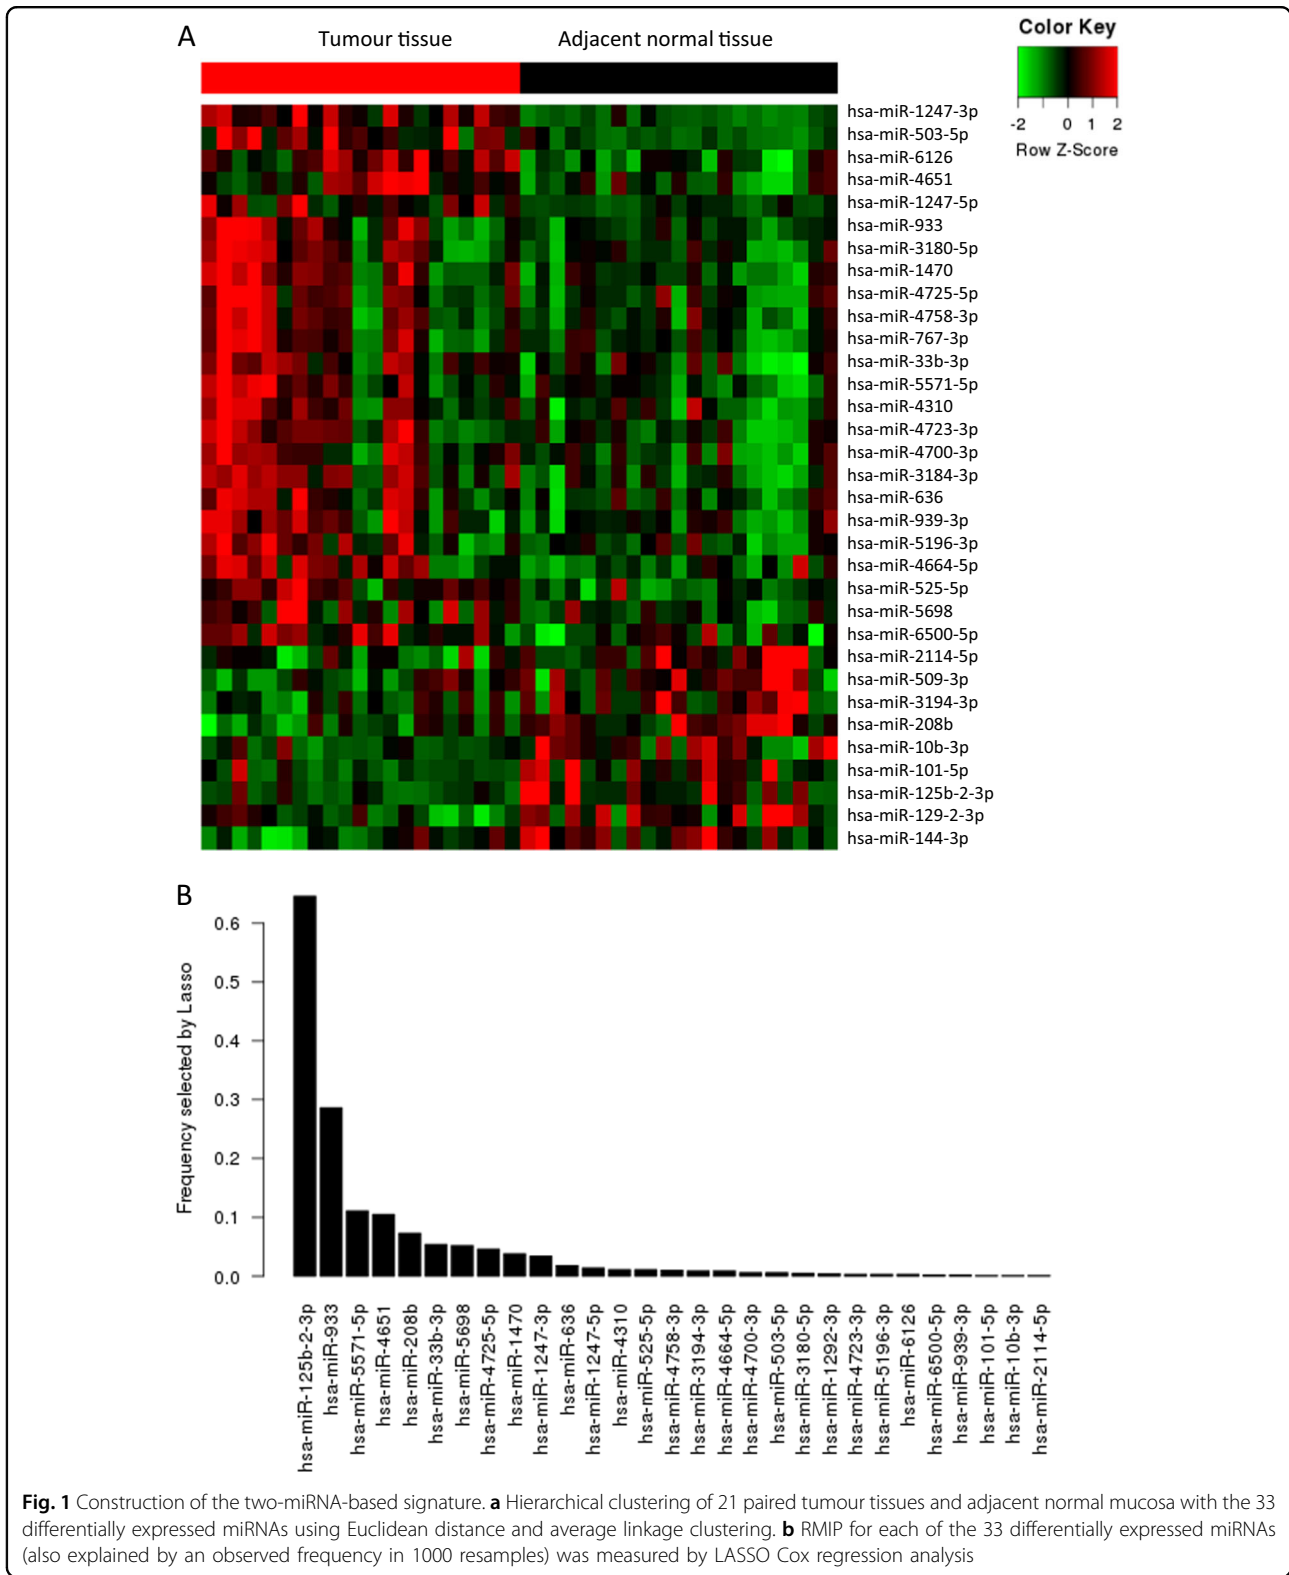 A
Tumour tissue
Adjacent normal tissue
Color Key
-2 0 1 2
Row Z-Score
hsa-miR-1247-3p
hsa-miR-503-5p
hsa-miR-6126
hsa-miR-4651
hsa-miR-1247-5p
hsa-miR-933
hsa-miR-3180-5p
hsa-miR-1470
hsa-miR-4725-5p
hsa-miR-4758-3p
hsa-miR-767-3p
hsa-miR-33b-3p
hsa-miR-5571-5p
hsa-miR-4310
hsa-miR-4723-3p
hsa-miR-4700-3p
hsa-miR-3184-3p
hsa-miR-636
hsa-miR-939-3p
hsa-miR-5196-3p
hsa-miR-4664-5p
hsa-miR-525-5p
hsa-miR-5698
hsa-miR-6500-5p
hsa-miR-2114-5p
hsa-miR-509-3p
hsa-miR-3194-3p
hsa-miR-208b
hsa-miR-10b-3p
hsa-miR-101-5p
hsa-miR-125b-2-3p
hsa-miR-129-2-3p
hsa-miR-144-3p
B
Frequency selected by Lasso
0.6
0.5
0.4
0.3
0.2
0.1
0.0
hsa-miR-125b-2-3p
hsa-miR-933
hsa-miR-5571-5p
hsa-miR-4651
hsa-miR-208b
hsa-miR-33b-3p
hsa-miR-5698
hsa-miR-4725-5p
hsa-miR-1470
hsa-miR-1247-3p
hsa-miR-636
hsa-miR-1247-5p
hsa-miR-4310
hsa-miR-525-5p
hsa-miR-4758-3p
hsa-miR-3194-3p
hsa-miR-4664-5p
hsa-miR-4700-3p
hsa-miR-503-5p
hsa-miR-3180-5p
hsa-miR-1292-3p
hsa-miR-4723-3p
hsa-miR-5196-3p
hsa-miR-6126
hsa-miR-6500-5p
hsa-miR-939-3p
hsa-miR-101-5p
hsa-miR-10b-3p
hsa-miR-2114-5p
Fig. 1 Construction of the two-miRNA-based signature. a Hierarchical clustering of 21 paired tumour tissues and adjacent normal mucosa with the 33
differentially expressed miRNAs using Euclidean distance and average linkage clustering. b RMIP for each of the 33 differentially expressed miRNAs
(also explained by an observed frequency in 1000 resamples) was measured by LASSO Cox regression analysis